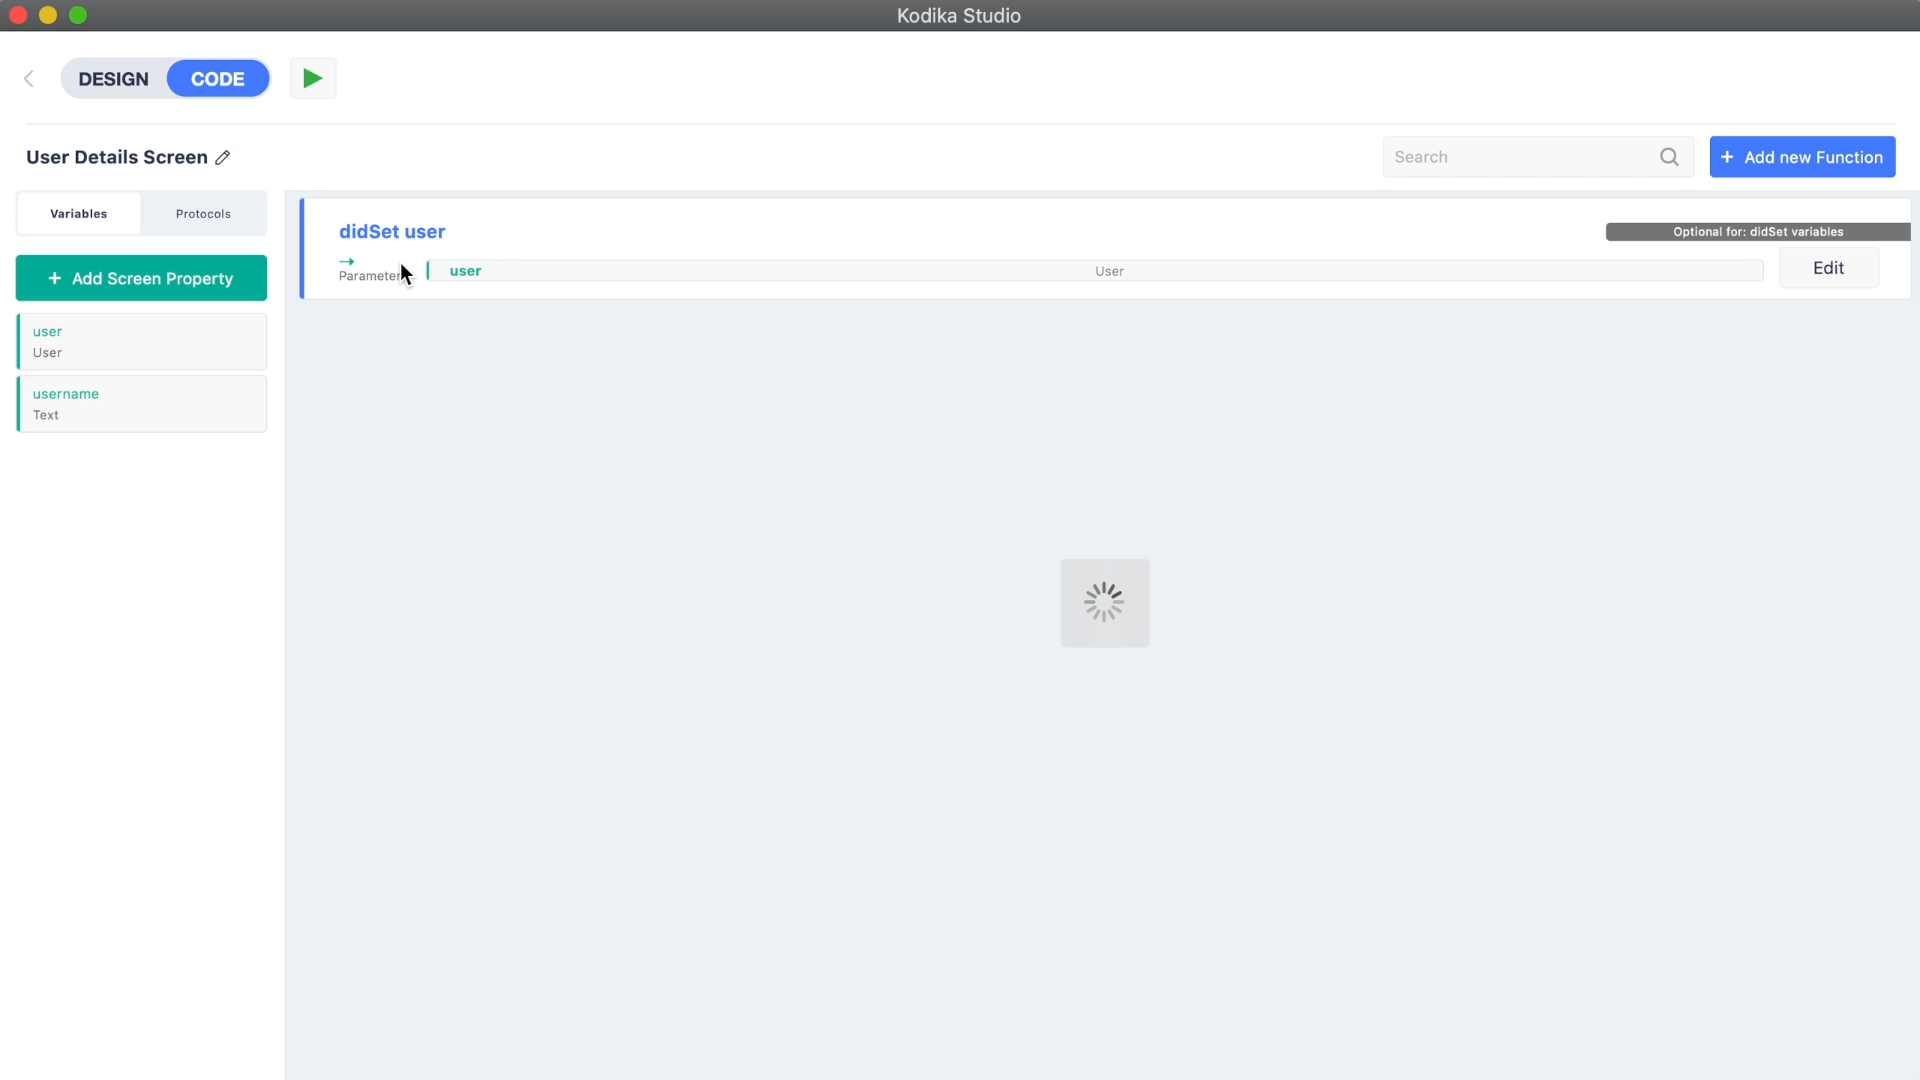 Kodika Studio
DESIGN CODE
User Details Screen
Search
+ Add new Function
Variables Protocols
didSet user
Optional for: didSet variables
+ Add Screen Property
Parameter
user User
Edit
user
User
username
Text